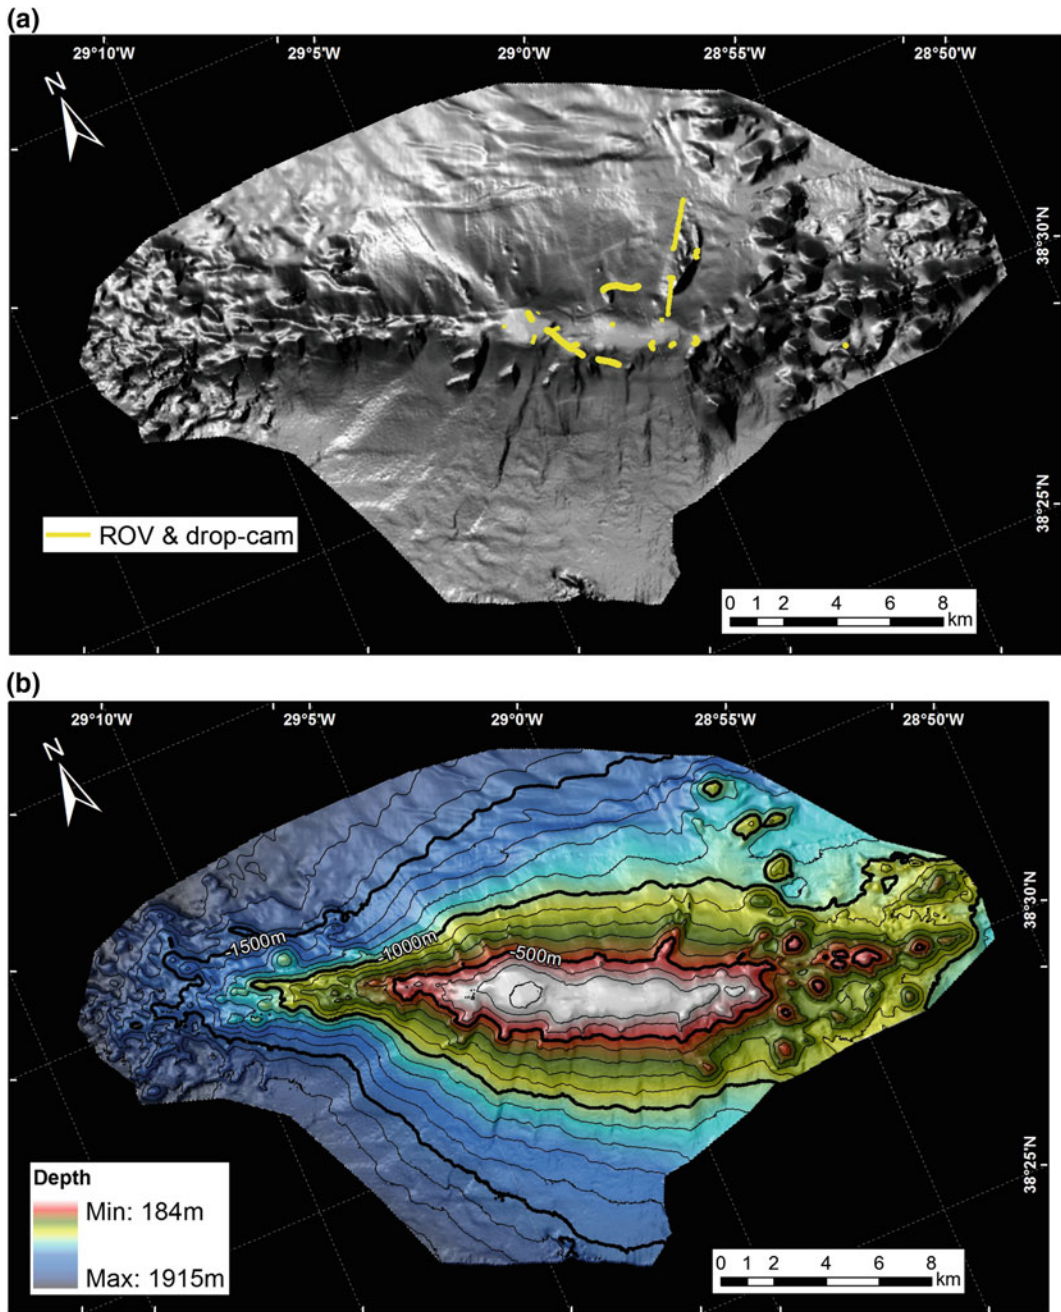 (a)
29°10'W 29°5'W 29°0'W 28°55'W 28°50'W
N
38°30'N
38°25'N
ROV & drop-cam
0 1 2 4 6 8
km
(b)
29°10'W 29°5'W 29°0'W 28°55'W 28°50'W
N
-1500m
-1000m
-500m
38°30'N
38°25'N
Depth
Min: 184m
Max: 1915m
0 1 2 4 6 8
km